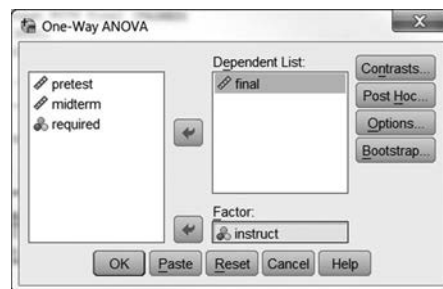 One-Way ANOVA
X
pretest
midterm
required
Dependent List:
final
Factor:
instruct
Contrasts...
Post Hoc...
Options...
Bootstrap...
OK
Paste
Reset
Cancel
Help